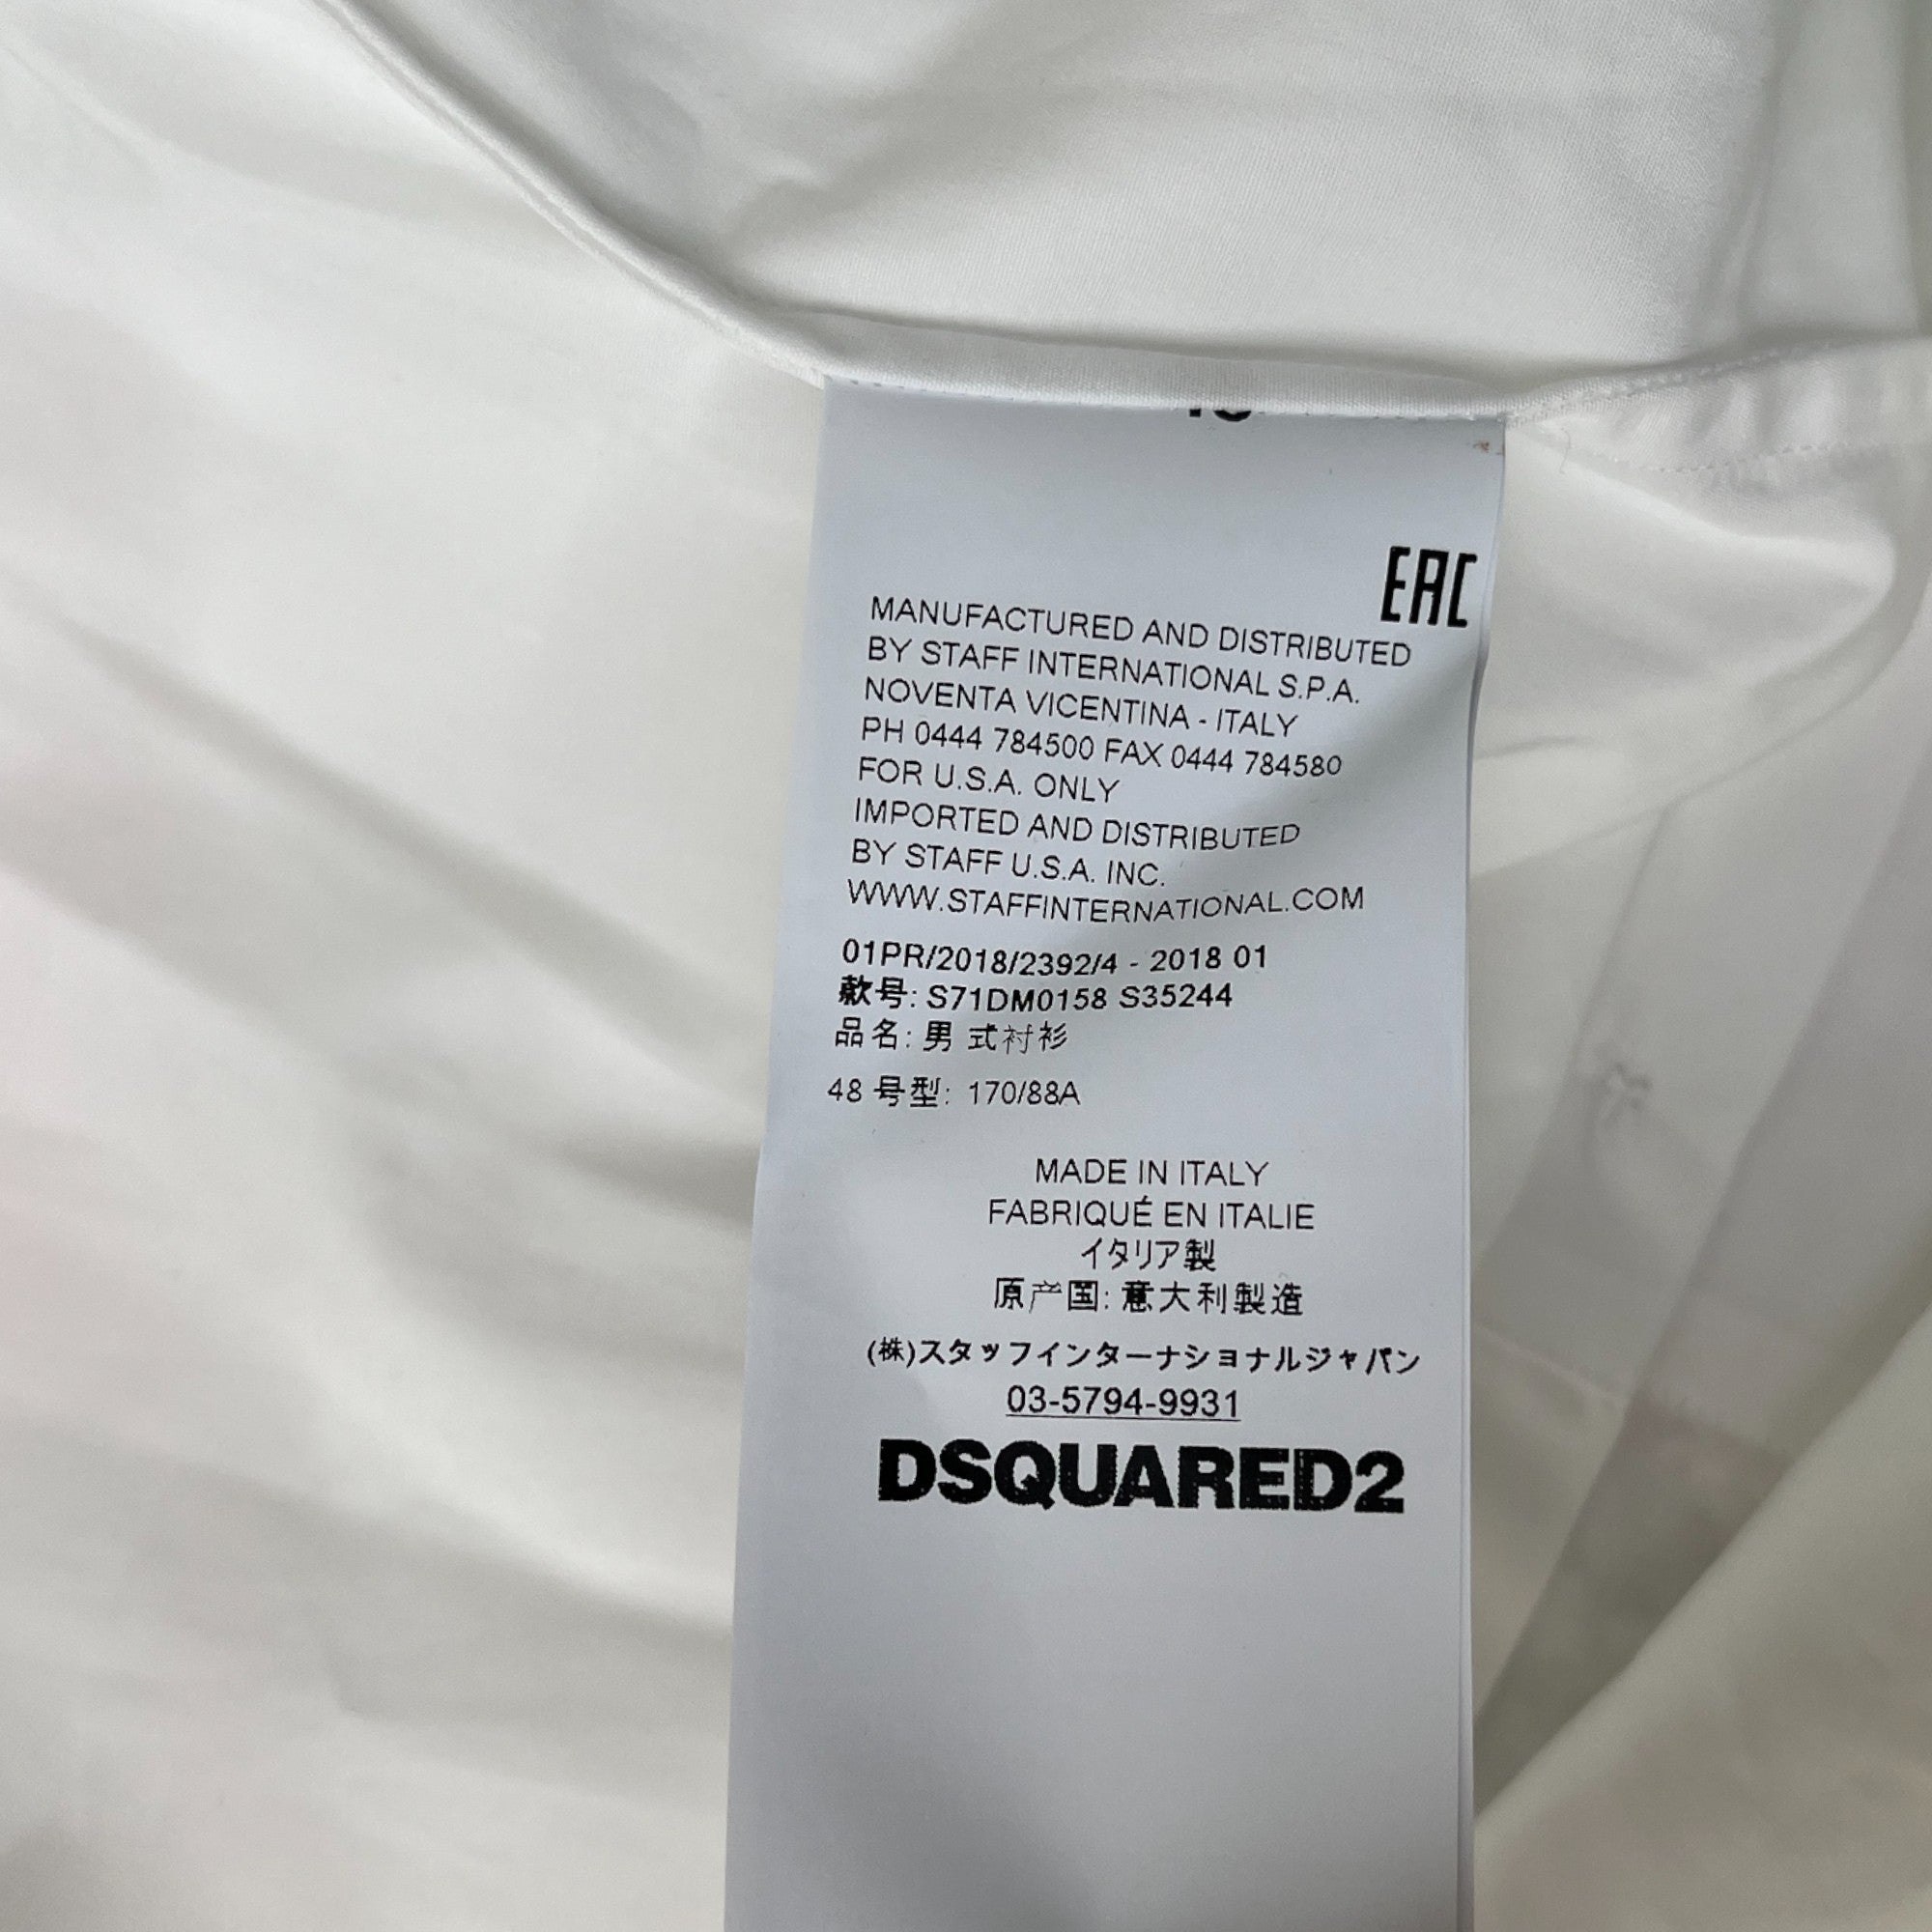 EAC
MANUFACTURED AND DISTRIBUTED
BY STAFF INTERNATIONAL S.P.A.
NOVENTA VICENTINA - ITALY
PH 0444 784500 FAX 0444 784580
FOR U.S.A. ONLY
IMPORTED AND DISTRIBUTED
BY STAFF U.S.A. INC.
WWW.STAFFINTERNATIONAL.COM
01PR/2018/2392/4 - 2018 01
款号: S71DM0158 S35244
品名: 男 式衬衫
48 号型: 170/88A
MADE IN ITALY
FABRIQUÉ EN ITALIE
イタリア製
原产国: 意大利製造
(株)スタッフインターナショナルジャパン
03-5794-9931
DSQUARED2